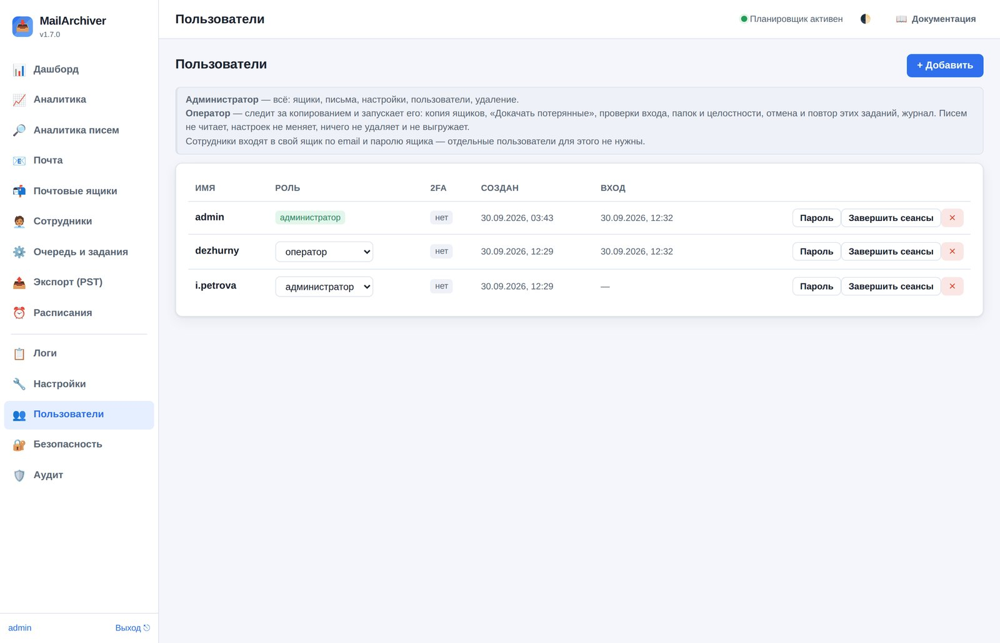 MailArchiver
v1.7.0
Дашборд
Аналитика
Аналитика писем
Почта
Почтовые ящики
Сотрудники
Очередь и задания
Экспорт (PST)
Расписания
Логи
Настройки
Пользователи
Безопасность
Аудит
admin
Выход
Пользователи
Планировщик активен
Документация
Пользователи
+ Добавить
Администратор — всё: ящики, письма, настройки, пользователи, удаление.
Оператор — следит за копированием и запускает его: копия ящиков, «Докачать потерянные», проверки входа, папок и целостности, отмена и повтор этих заданий, журнал. Писем
не читает, настроек не меняет, ничего не удаляет и не выгружает.
Сотрудники входят в свой ящик по email и паролю ящика — отдельные пользователи для этого не нужны.
ИМЯ РОЛЬ 2FA СОЗДАН ВХОД
admin администратор нет 30.09.2026, 03:43 30.09.2026, 12:32 Пароль Завершить сеансы ✕
dezhurny оператор нет 30.09.2026, 12:29 30.09.2026, 12:32 Пароль Завершить сеансы ✕
i.petrova администратор нет 30.09.2026, 12:29 — Пароль Завершить сеансы ✕